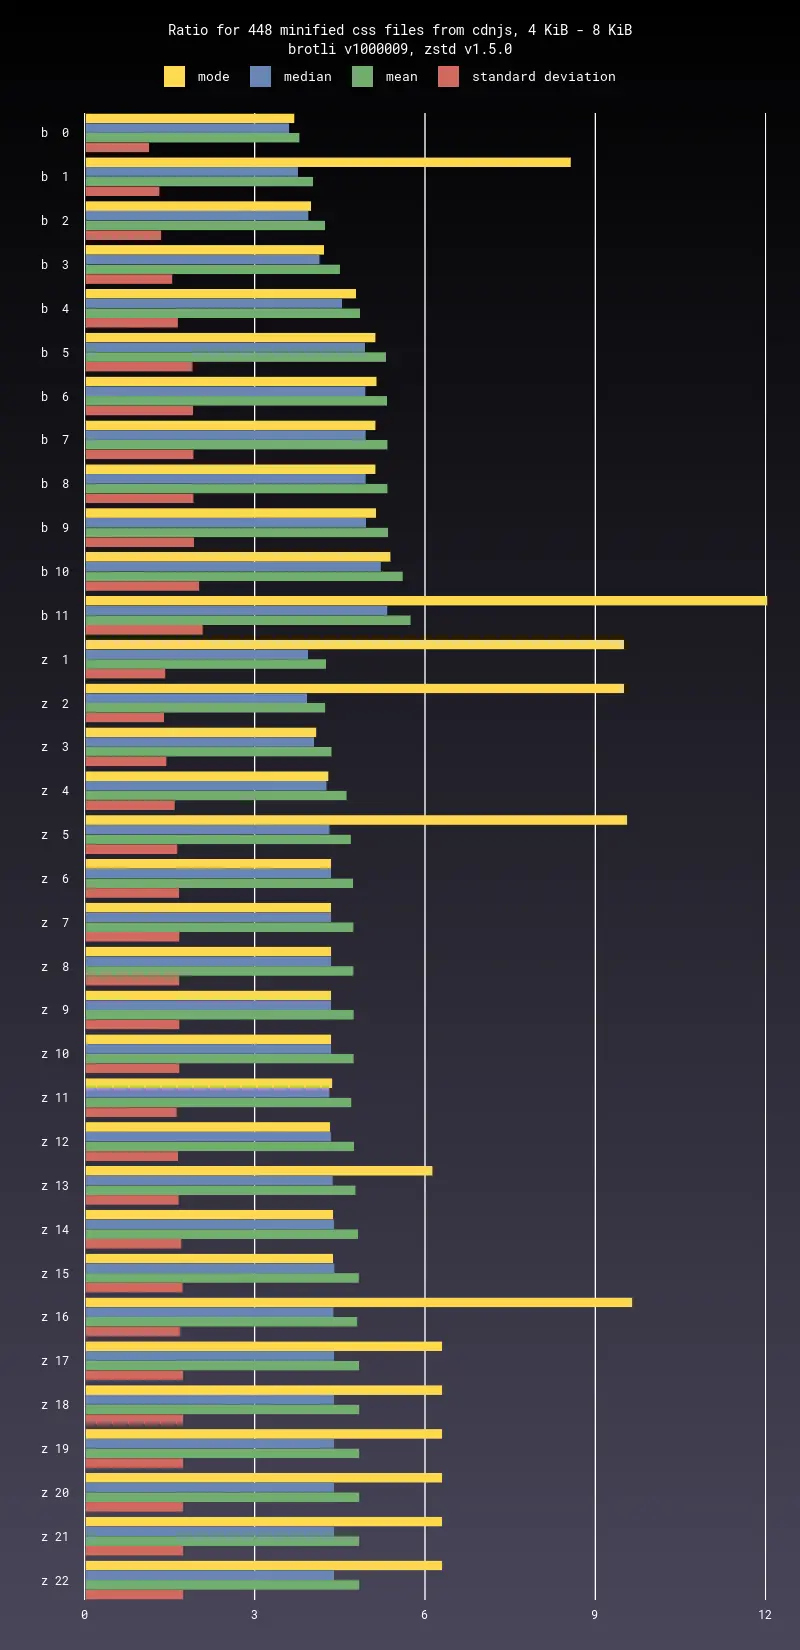 Ratio for 448 minified css files from cdnjs, 4 KiB - 8 KiB
brotli v1000009, zstd v1.5.0
mode median mean standard deviation
b 0
b 1
b 2
b 3
b 4
b 5
b 6
b 7
b 8
b 9
b 10
b 11
z 1
z 2
z 3
z 4
z 5
z 6
z 7
z 8
z 9
z 10
z 11
z 12
z 13
z 14
z 15
z 16
z 17
z 18
z 19
z 20
z 21
z 22
0 3 6 9 12